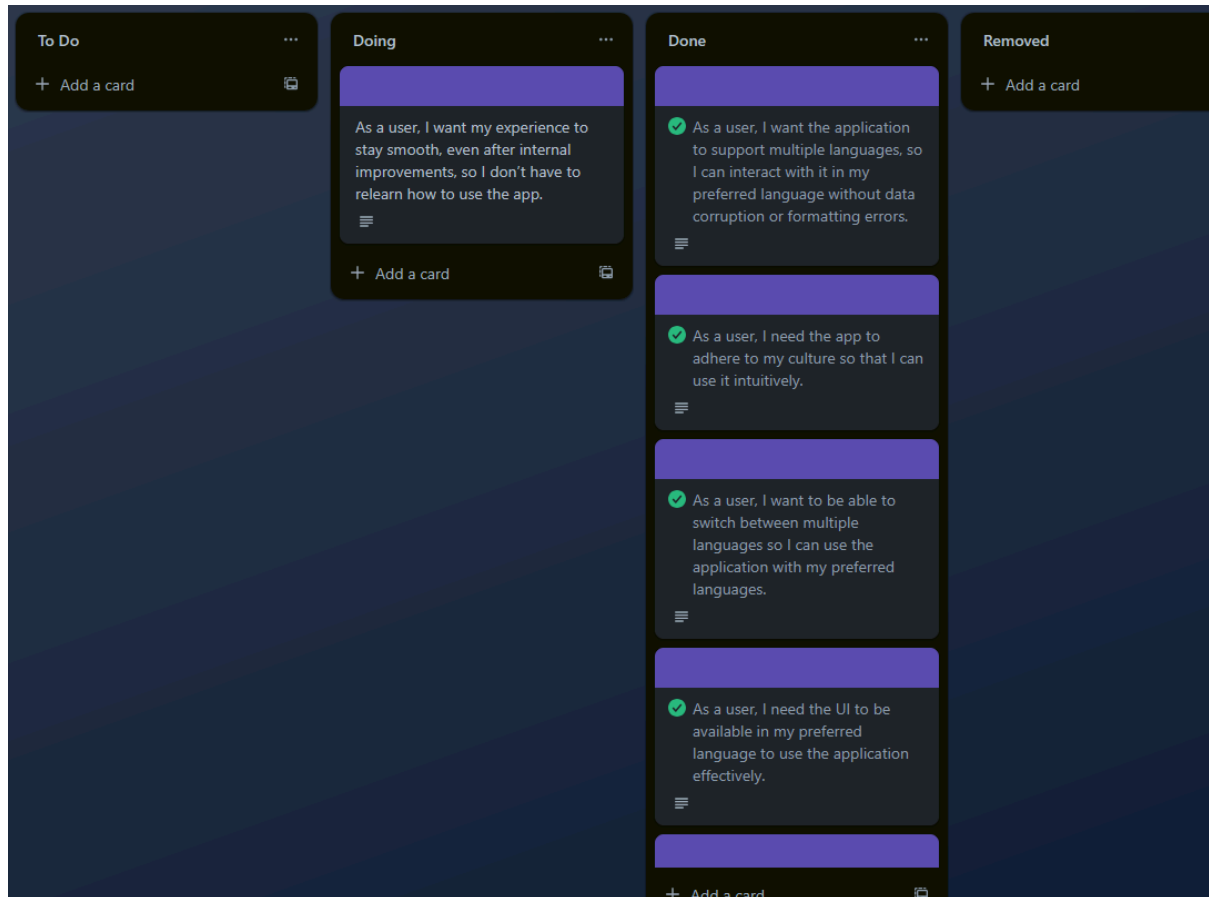 To Do
Add a card
Doing
As a user, I want my experience to
stay smooth, even after internal
improvements, so I don't have to
relearn how to use the app.
Add a card
Done
As a user, I want the application
to support multiple languages, so
I can interact with it in my
preferred language without data
corruption or formatting errors.
As a user, I need the app to
adhere to my culture so that I can
use it intuitively.
As a user, I want to be able to
switch between multiple
languages so I can use the
application with my preferred
languages.
As a user, I need the UI to be
available in my preferred
language to use the application
effectively.
Add a card
Removed
Add a card